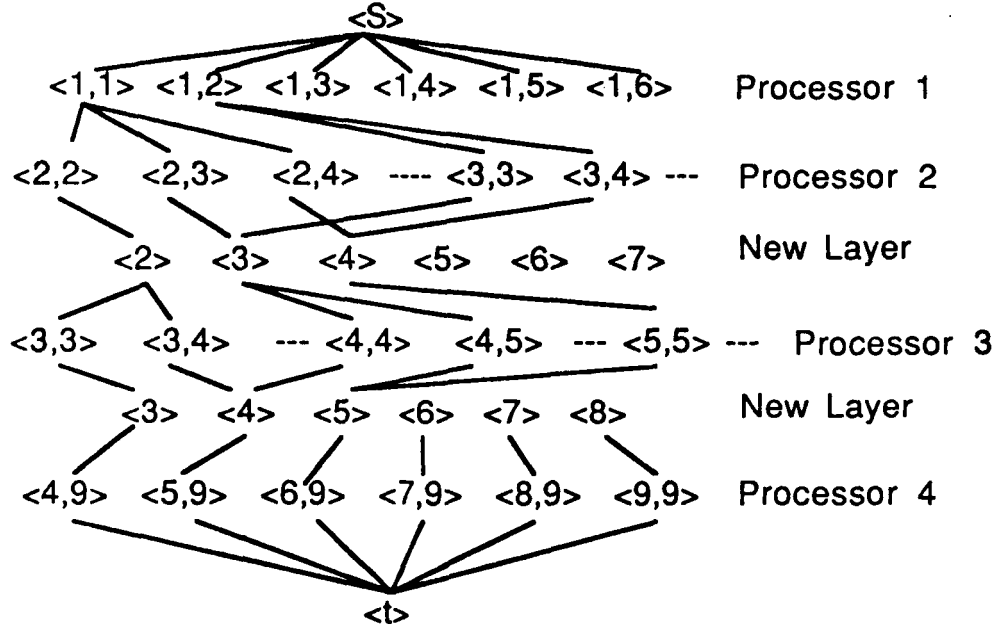 <S>
<1,1> <1,2> <1,3> <1,4> <1,5> <1,6> Processor 1
<2,2> <2,3> <2,4> ---- <3,3> <3,4> --- Processor 2
<2> <3> <4> <5> <6> <7> New Layer
<3,3> <3,4> --- <4,4> <4,5> --- <5,5> --- Processor 3
<3> <4> <5> <6> <7> <8> New Layer
<4,9> <5,9> <6,9> <7,9> <8,9> <9,9> Processor 4
<t>